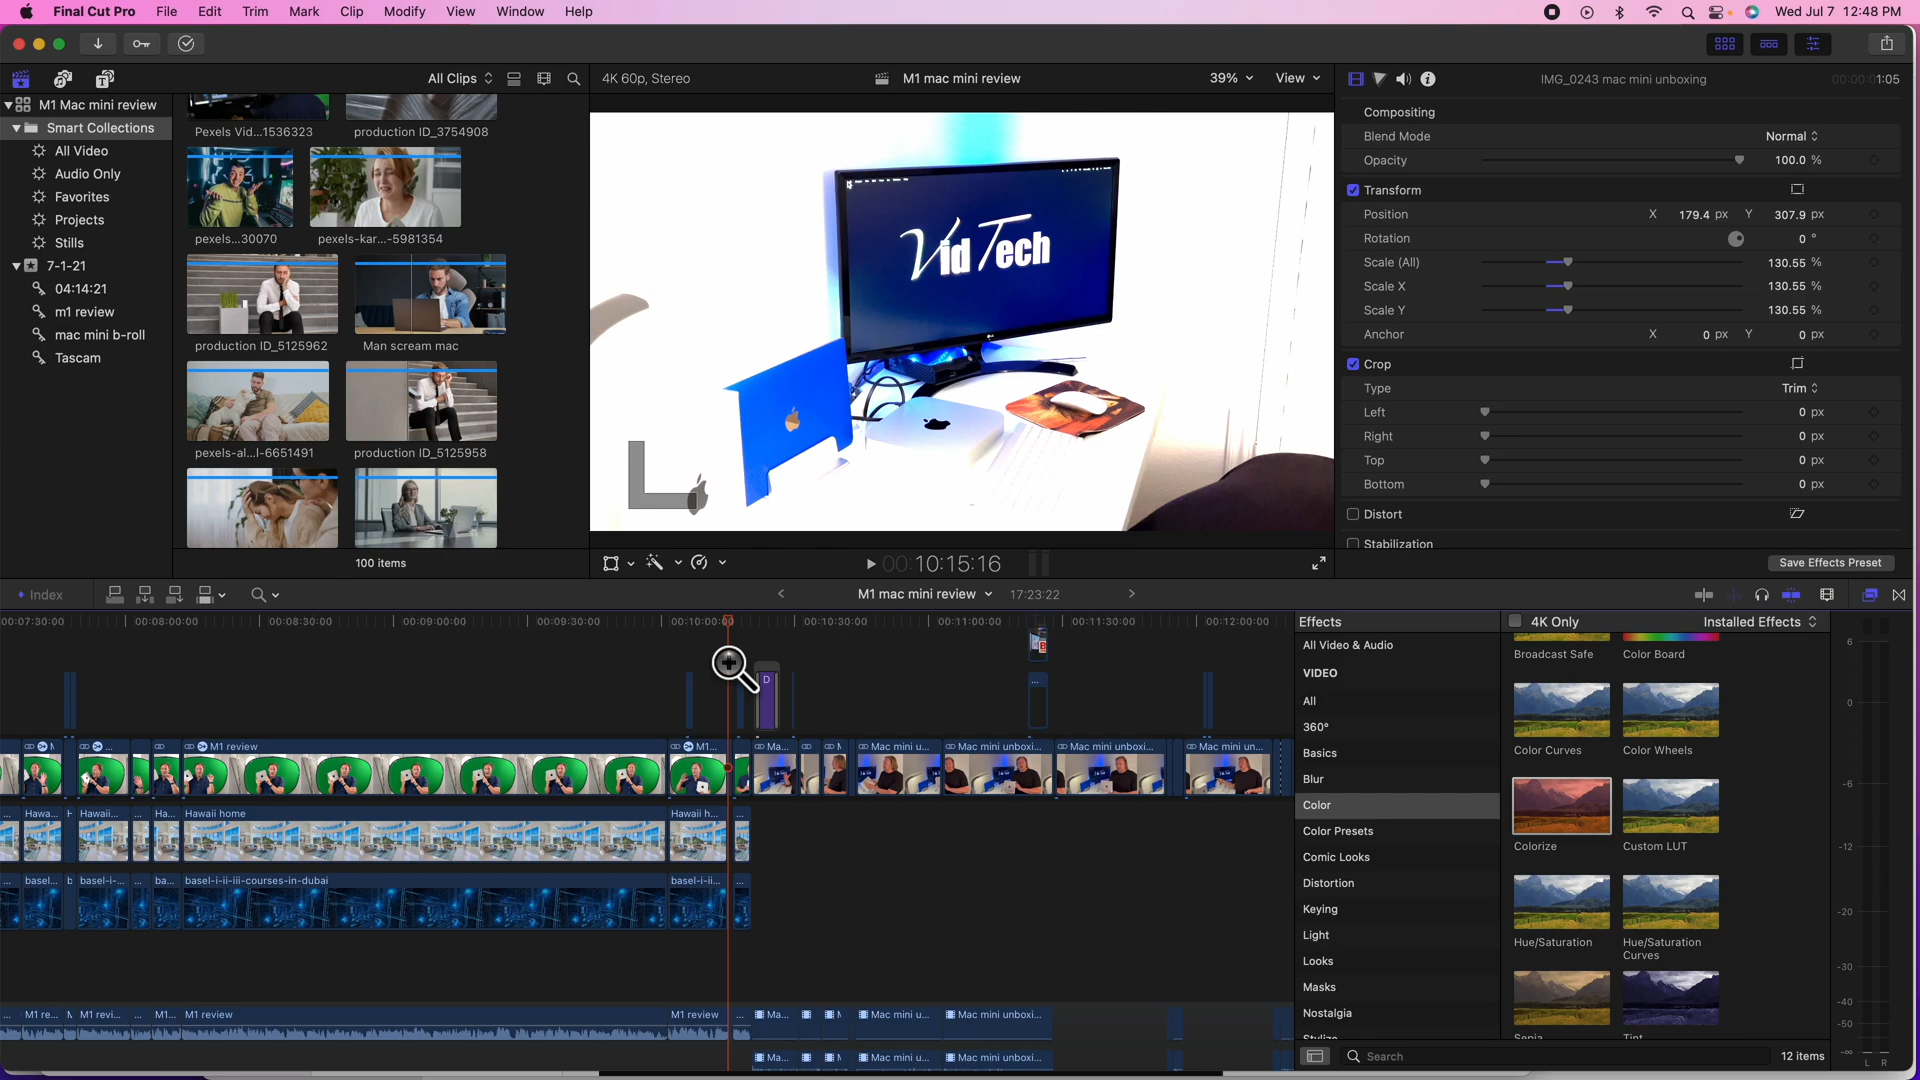 Final Cut Pro File Edit Trim Mark Clip Modify View Window Help Wed Jul 7 12:48 PM
All Clips 4K 60p, Stereo M1 mac mini review 39% View IMG_0243 mac mini unboxing 00:00:01:05
M1 Mac mini review
Smart Collections
All Video
Audio Only
Favorites
Projects
Stills
7-1-21
04:14:21
m1 review
mac mini b-roll
Tascam
Pexels Vid...1536323 production ID_3754908
pexels...30070 pexels-kar...-5981354
production ID_5125962 Man scream mac
pexels-al...l-6651491 production ID_5125958
100 items
Vid Tech
LG
00:00:10:15:16
Compositing
Blend Mode Normal
Opacity 100.0 %
Transform
Position X 179.4 px Y 307.9 px
Rotation 0 °
Scale (All) 130.55 %
Scale X 130.55 %
Scale Y 130.55 %
Anchor X 0 px Y 0 px
Crop
Type Trim
Left 0 px
Right 0 px
Top 0 px
Bottom 0 px
Distort
Stabilization
Save Effects Preset
Index M1 mac mini review 17:23:22
00:07:30:00 00:08:00:00 00:08:30:00 00:09:00:00 00:09:30:00 00:10:00:00 00:10:30:00 00:11:00:00 00:11:30:00 00:12:00:00
D ...
M ... M1 review M1... Ma... M Mac mini u... Mac mini unboxi... Mac mini unboxi... Mac mini un...
... Hawa... H Hawaii... ... Ha... Hawaii home Hawaii h... ...
... basel... b basel-i-... ... ba... basel-i-ii-iii-courses-in-dubai basel-i-ii... ...
... M1 re... M M1 revi... ... M1... M1 review M1 review ... Ma... M Mac mini u... Mac mini unboxi...
Ma... M Mac mini u... Mac mini unboxi...
Effects 4K Only Installed Effects
All Video & Audio
VIDEO
All
360°
Basics
Blur
Color
Color Presets
Comic Looks
Distortion
Keying
Light
Looks
Masks
Nostalgia
Stylize
Broadcast Safe Color Board
Color Curves Color Wheels
Colorize Custom LUT
Hue/Saturation Hue/Saturation Curves
Sepia Tint
Search 12 items
6
0
-6
-12
-20
-30
-40
-50
-∞
L R